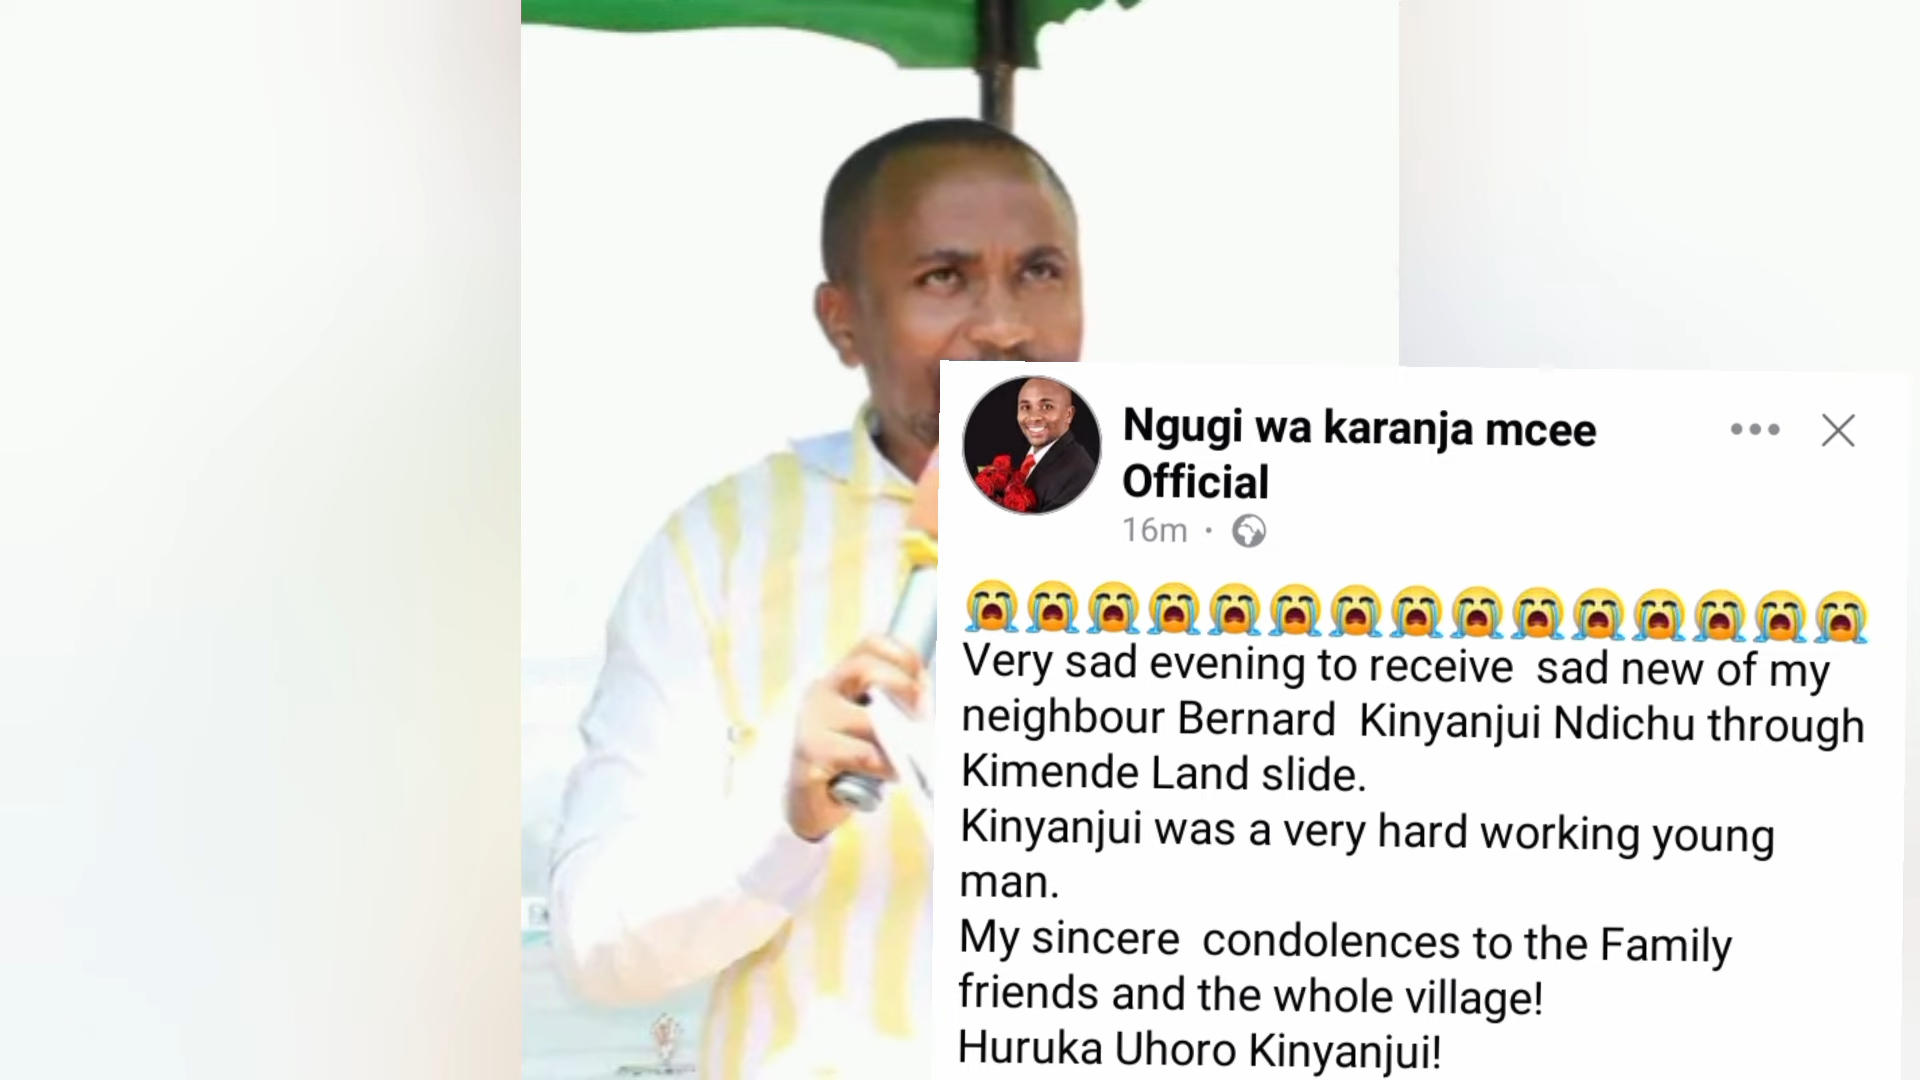 Ngugi wa karanja mcee
Official
16m ·
😭😭😭😭😭😭😭😭😭😭😭😭😭😭😭
Very sad evening to receive sad new of my
neighbour Bernard Kinyanjui Ndichu through
Kimende Land slide.
Kinyanjui was a very hard working young
man.
My sincere condolences to the Family
friends and the whole village!
Huruka Uhoro Kinyanjui!